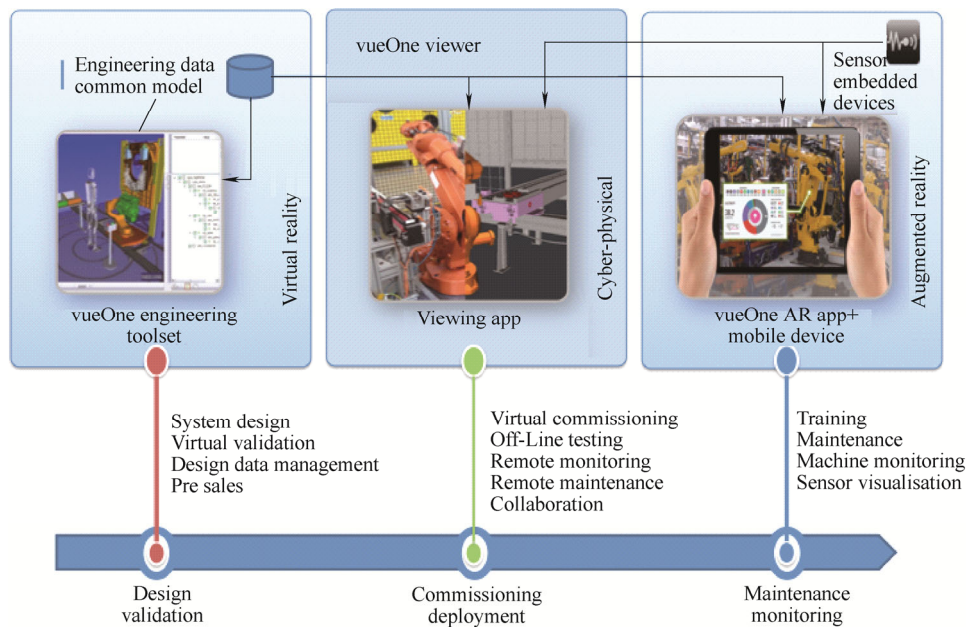 Engineering data
common model
vueOne viewer
Sensor
embedded
devices
Virtual reality
Cyber-physical
Augmented reality
vueOne engineering
toolset
Viewing app
vueOne AR app+
mobile device
System design
Virtual validation
Design data management
Pre sales
Virtual commissioning
Off-Line testing
Remote monitoring
Remote maintenance
Collaboration
Training
Maintenance
Machine monitoring
Sensor visualisation
Design
validation
Commissioning
deployment
Maintenance
monitoring